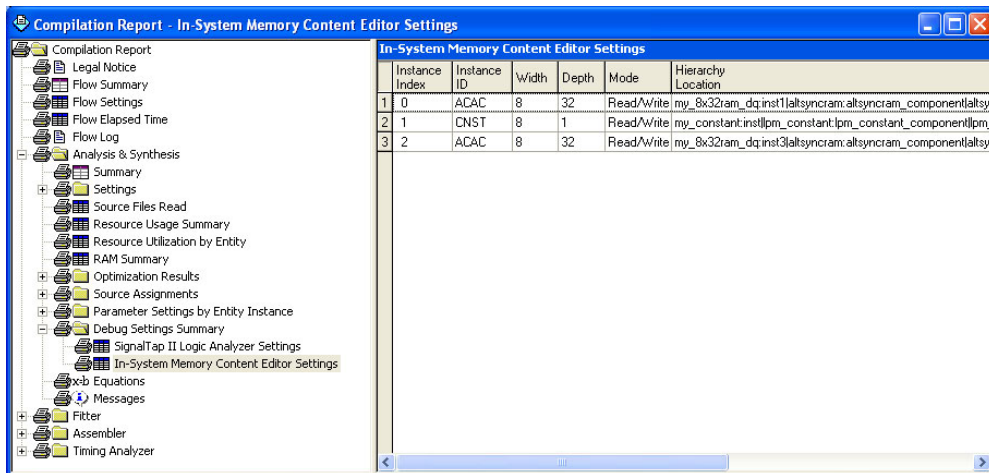 Compilation Report - In-System Memory Content Editor Settings
Compilation Report
Legal Notice
Flow Summary
Flow Settings
Flow Elapsed Time
Flow Log
Analysis & Synthesis
Summary
Settings
Source Files Read
Resource Usage Summary
Resource Utilization by Entity
RAM Summary
Optimization Results
Source Assignments
Parameter Settings by Entity Instance
Debug Settings Summary
SignalTap II Logic Analyzer Settings
In-System Memory Content Editor Settings
x=b Equations
Messages
Fitter
Assembler
Timing Analyzer
In-System Memory Content Editor Settings
Instance Index Instance ID Width Depth Mode Hierarchy Location
1 0 ACAC 8 32 Read/Write my_8x32ram_dq:inst1|altsyncram:altsyncram_component|altsy
2 1 CNST 8 1 Read/Write my_constant:inst|lpm_constant:lpm_constant_component|lpm_
3 2 ACAC 8 32 Read/Write my_8x32ram_dq:inst3|altsyncram:altsyncram_component|altsy